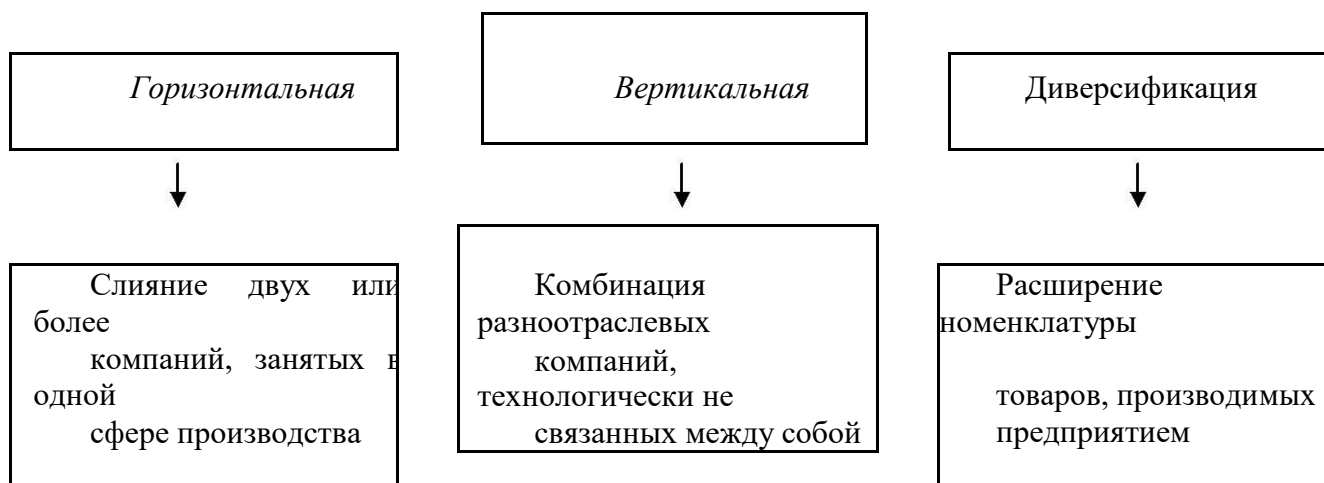 Горизонтальная
Вертикальная
Диверсификация
Слияние двух или
более
компаний, занятых в
одной
сфере производства
Комбинация
разноотраслевых
компаний,
технологически не
связанных между собой
Расширение
номенклатуры
товаров, производимых
предприятием